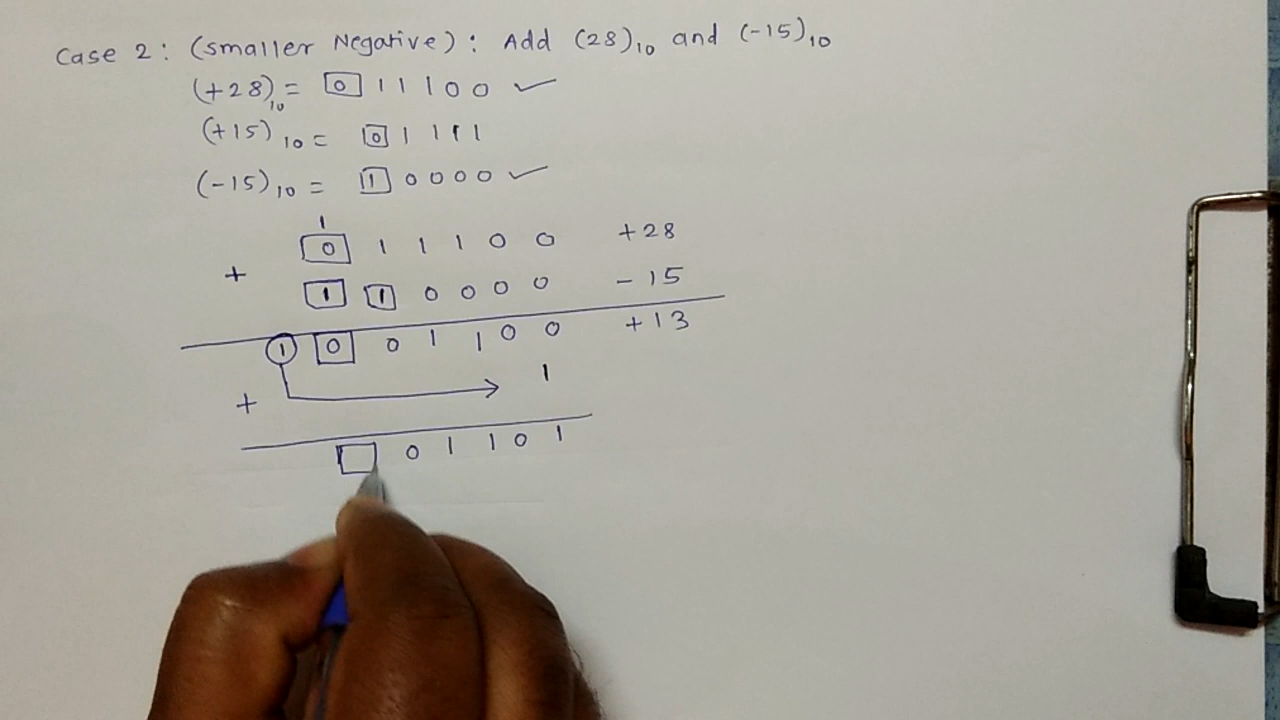 Case 2: (smaller Negative): Add (28)10 and (-15)10
(+28)10 = 0 1 1 1 0 0 ✓
(+15)10 = 0 1 1 1 1
(-15)10 = 1 0 0 0 0 ✓
1
0 1 1 1 0 0 +28
+ 1 1 0 0 0 0 -15
1 0 0 1 1 0 0 +13
+ 1
0 1 1 0 1